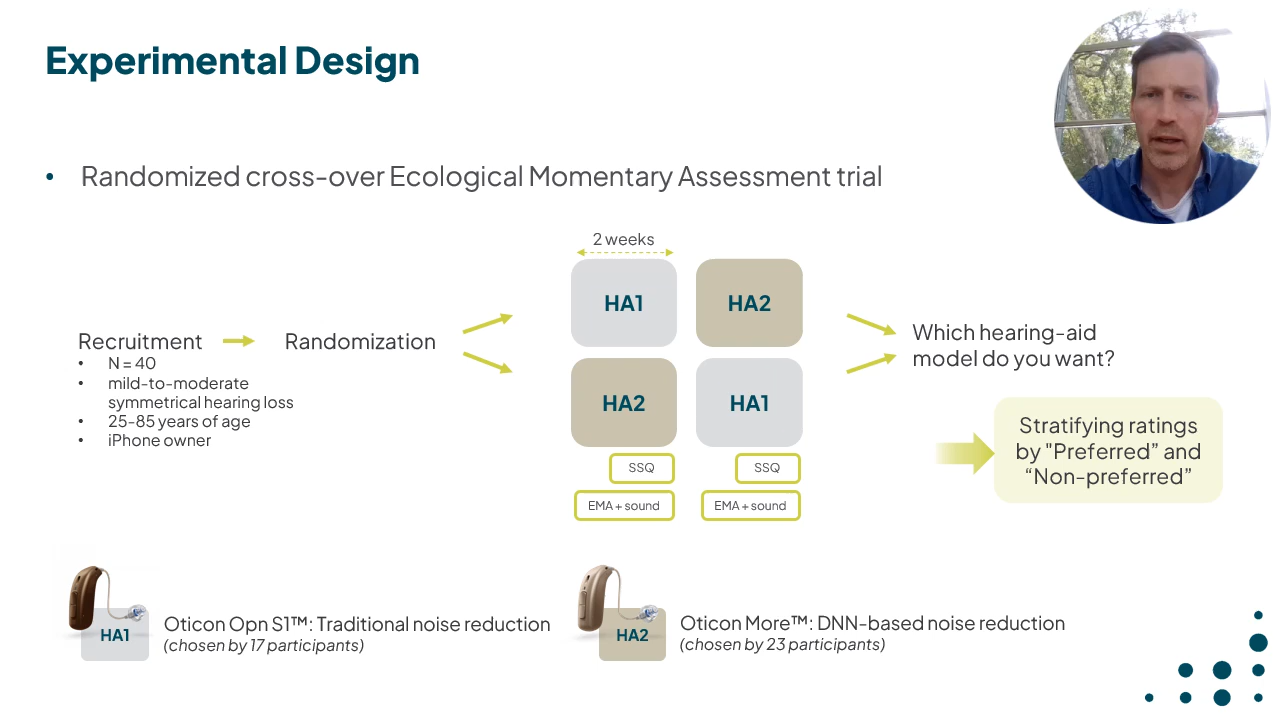 Experimental Design
• Randomized cross-over Ecological Momentary Assessment trial
2 weeks
HA1
HA2
Recruitment
• N = 40
• mild-to-moderate
symmetrical hearing loss
• 25-85 years of age
• iPhone owner
Randomization
HA2
HA1
SSQ
SSQ
EMA + sound
EMA + sound
Which hearing-aid
model do you want?
Stratifying ratings
by "Preferred” and
“Non-preferred”
HA1
Oticon Opn S1™: Traditional noise reduction
(chosen by 17 participants)
HA2
Oticon More™: DNN-based noise reduction
(chosen by 23 participants)